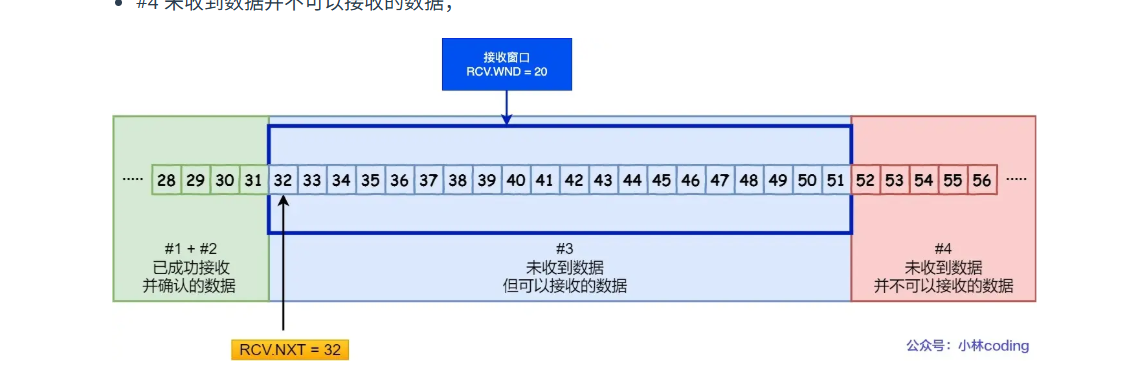 #4 未收到数据并不可以接收的数据；
接收窗口
RCV.WND = 20
····· 28 29 30 31 32 33 34 35 36 37 38 39 40 41 42 43 44 45 46 47 48 49 50 51 52 53 54 55 56 ·····
#1 + #2
已成功接收
并确认的数据
#3
未收到数据
但可以接收的数据
#4
未收到数据
并不可以接收的数据
RCV.NXT = 32
公众号：小林coding